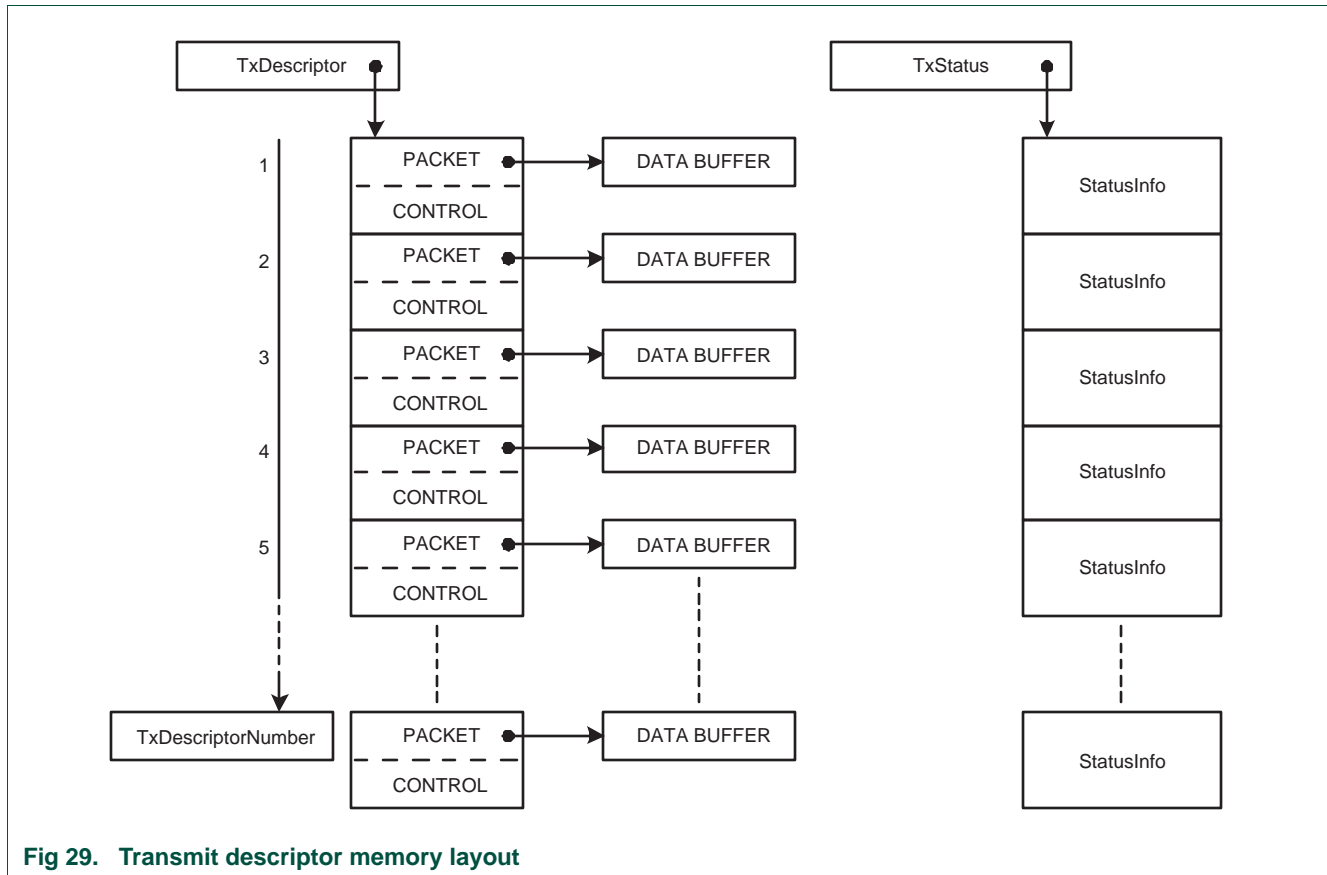 TxDescriptor
TxStatus
1
PACKET
DATA BUFFER
CONTROL
StatusInfo
2
PACKET
DATA BUFFER
CONTROL
StatusInfo
3
PACKET
DATA BUFFER
CONTROL
StatusInfo
4
PACKET
DATA BUFFER
CONTROL
StatusInfo
5
PACKET
DATA BUFFER
CONTROL
StatusInfo
TxDescriptorNumber
PACKET
DATA BUFFER
CONTROL
StatusInfo
Fig 29. Transmit descriptor memory layout